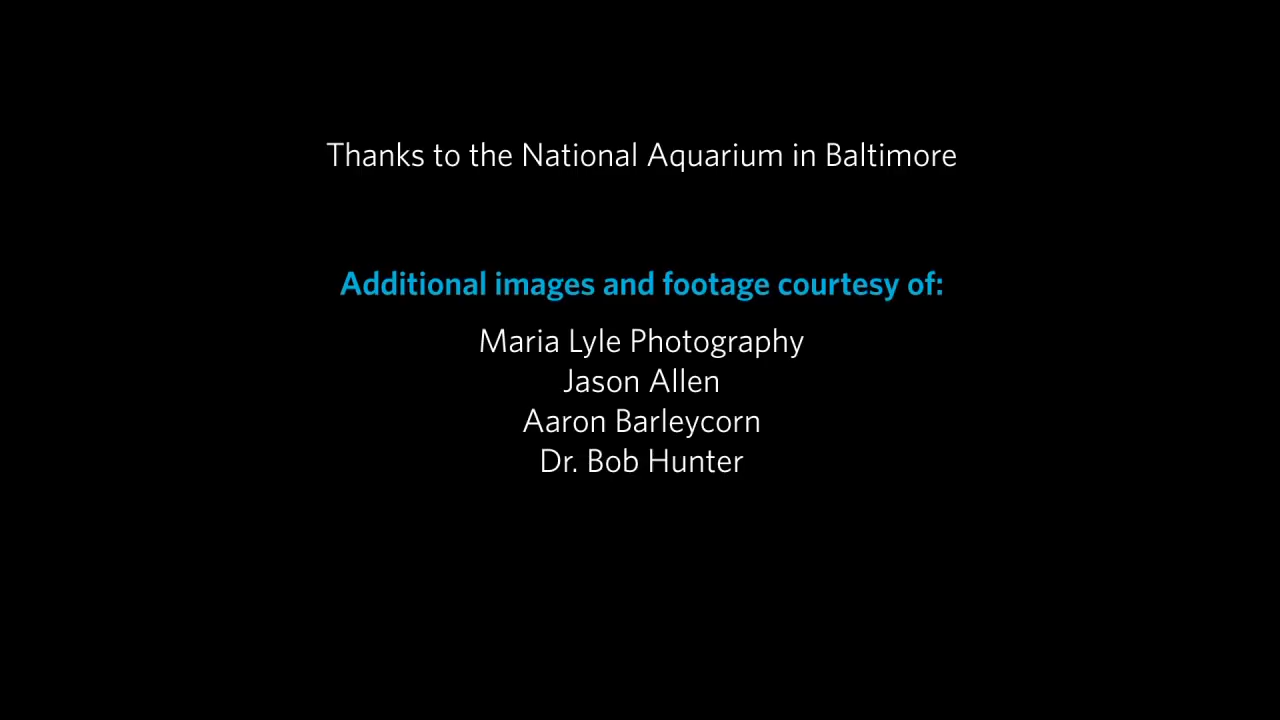 Thanks to the National Aquarium in Baltimore
Additional images and footage courtesy of:
Maria Lyle Photography
Jason Allen
Aaron Barleycorn
Dr. Bob Hunter